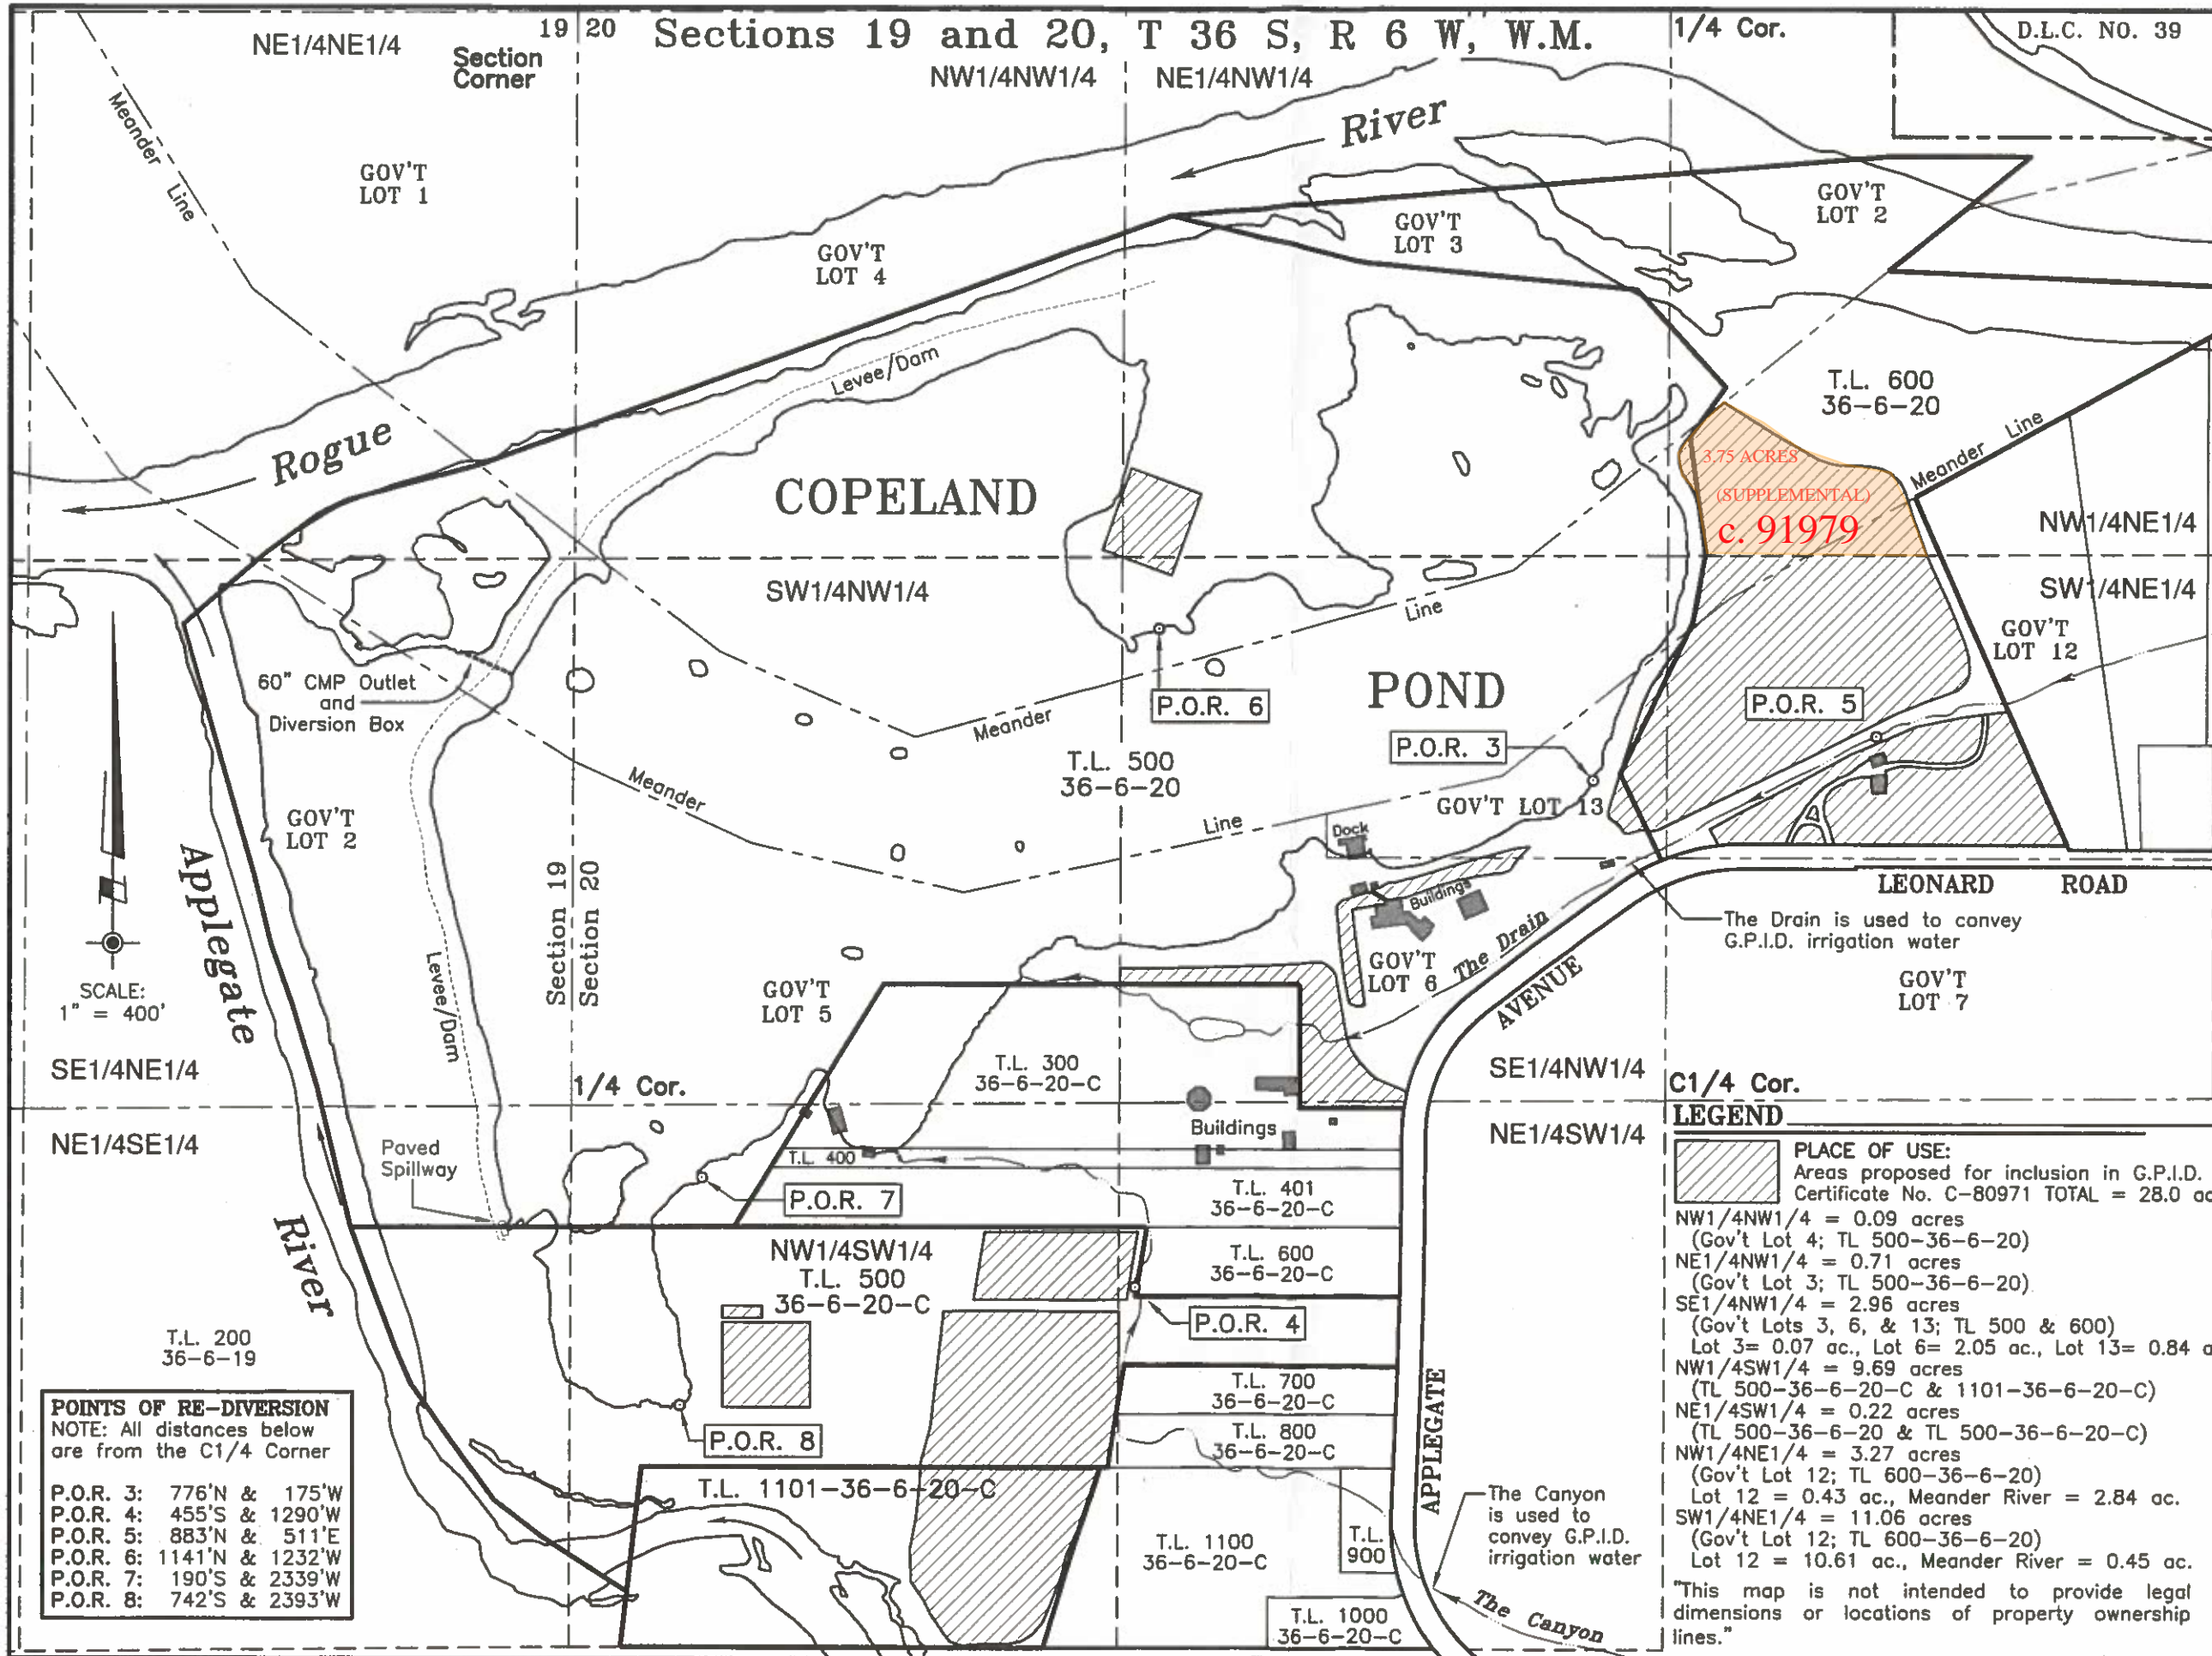 Sections 19 and 20, T 36 S, R 6 W, W.M.
19 20
Section
Corner
NE1/4NE1/4
NW1/4NW1/4
NE1/4NW1/4
1/4 Cor.
D.L.C. NO. 39
Meander Line
GOV'T
LOT 1
River
GOV'T
LOT 4
GOV'T
LOT 3
GOV'T
LOT 2
Levee/Dam
T.L. 600
36-6-20
Rogue
COPELAND
3.75 ACRES
(SUPPLEMENTAL)
c. 91979
Meander Line
NW1/4NE1/4
SW1/4NW1/4
SW1/4NE1/4
Meander Line
GOV'T
LOT 12
60" CMP Outlet
and
Diversion Box
P.O.R. 6
POND
P.O.R. 5
P.O.R. 3
T.L. 500
36-6-20
Meander Line
GOV'T LOT 13
GOV'T
LOT 2
Dock
Buildings
Applegate
Section 19
Section 20
LEONARD ROAD
The Drain is used to convey
G.P.I.D. irrigation water
The Drain
GOV'T
LOT 6
GOV'T
LOT 5
GOV'T
LOT 7
AVENUE
SCALE:
1" = 400'
Levee/Dam
SE1/4NE1/4
T.L. 300
36-6-20-C
SE1/4NW1/4
1/4 Cor.
C1/4 Cor.
NE1/4SE1/4
Buildings
NE1/4SW1/4
Paved
Spillway
T.L. 400
P.O.R. 7
T.L. 401
36-6-20-C
River
NW1/4SW1/4
T.L. 500
36-6-20-C
T.L. 600
36-6-20-C
P.O.R. 4
T.L. 200
36-6-19
T.L. 700
36-6-20-C
T.L. 800
36-6-20-C
P.O.R. 8
APPLEGATE
T.L. 1101-36-6-20-C
T.L. 1100
36-6-20-C
T.L.
900
The Canyon
is used to
convey G.P.I.D.
irrigation water
T.L. 1000
36-6-20-C
The Canyon
POINTS OF RE-DIVERSION
NOTE: All distances below
are from the C1/4 Corner
P.O.R. 3: 776'N & 175'W
P.O.R. 4: 455'S & 1290'W
P.O.R. 5: 883'N & 511'E
P.O.R. 6: 1141'N & 1232'W
P.O.R. 7: 190'S & 2339'W
P.O.R. 8: 742'S & 2393'W
LEGEND
PLACE OF USE:
Areas proposed for inclusion in G.P.I.D.
Certificate No. C-80971 TOTAL = 28.0 ac
NW1/4NW1/4 = 0.09 acres
(Gov't Lot 4; TL 500-36-6-20)
NE1/4NW1/4 = 0.71 acres
(Gov't Lot 3; TL 500-36-6-20)
SE1/4NW1/4 = 2.96 acres
(Gov't Lots 3, 6, & 13; TL 500 & 600)
Lot 3= 0.07 ac., Lot 6= 2.05 ac., Lot 13= 0.84 a
NW1/4SW1/4 = 9.69 acres
(TL 500-36-6-20-C & 1101-36-6-20-C)
NE1/4SW1/4 = 0.22 acres
(TL 500-36-6-20 & TL 500-36-6-20-C)
NW1/4NE1/4 = 3.27 acres
(Gov't Lot 12; TL 600-36-6-20)
Lot 12 = 0.43 ac., Meander River = 2.84 ac.
SW1/4NE1/4 = 11.06 acres
(Gov't Lot 12; TL 600-36-6-20)
Lot 12 = 10.61 ac., Meander River = 0.45 ac.
"This map is not intended to provide legal
dimensions or locations of property ownership
lines."